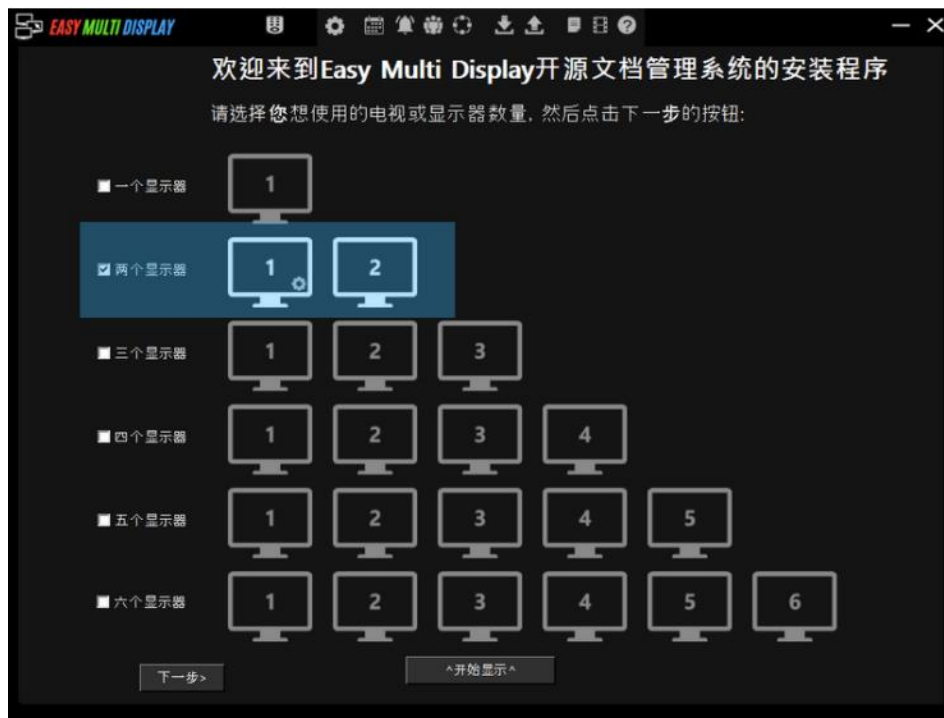 EASY MULTI DISPLAY
欢迎来到Easy Multi Display开源文档管理系统的安装程序
请选择您想使用的电视或显示器数量, 然后点击下一步的按钮:
一个显示器 1
两个显示器 1 2
三个显示器 1 2 3
四个显示器 1 2 3 4
五个显示器 1 2 3 4 5
六个显示器 1 2 3 4 5 6
下一步> ^开始显示^